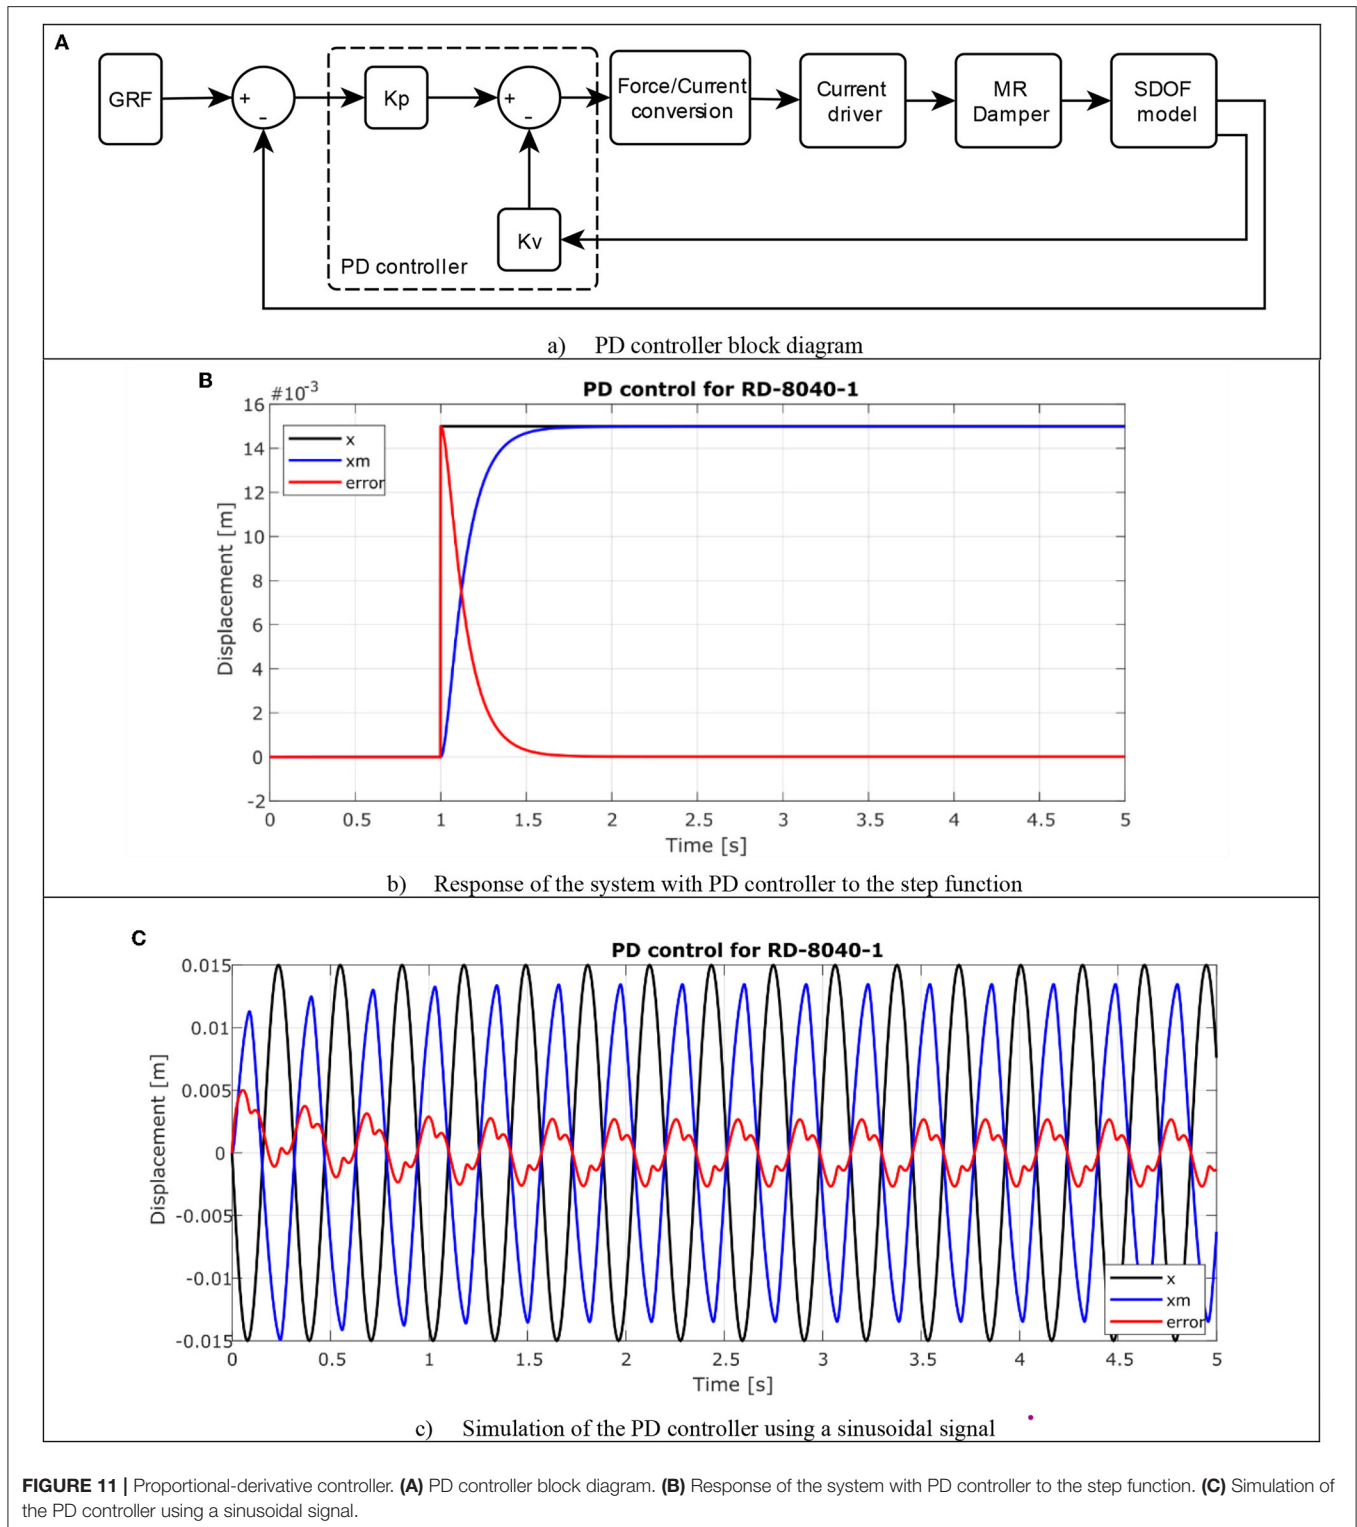 A
GRF
+
-
Kp
+
-
Force/Current
conversion
Current
driver
MR
Damper
SDOF
model
Kv
PD controller
a) PD controller block diagram
B
#10-3
PD control for RD-8040-1
16
14
12
10
8
6
4
2
0
-2
x
xm
error
Displacement [m]
0 0.5 1 1.5 2 2.5 3 3.5 4 4.5 5
Time [s]
b) Response of the system with PD controller to the step function
C
PD control for RD-8040-1
0.015
0.01
0.005
0
-0.005
-0.01
-0.015
Displacement [m]
x
xm
error
0 0.5 1 1.5 2 2.5 3 3.5 4 4.5 5
Time [s]
c) Simulation of the PD controller using a sinusoidal signal
FIGURE 11 | Proportional-derivative controller. (A) PD controller block diagram. (B) Response of the system with PD controller to the step function. (C) Simulation of
the PD controller using a sinusoidal signal.